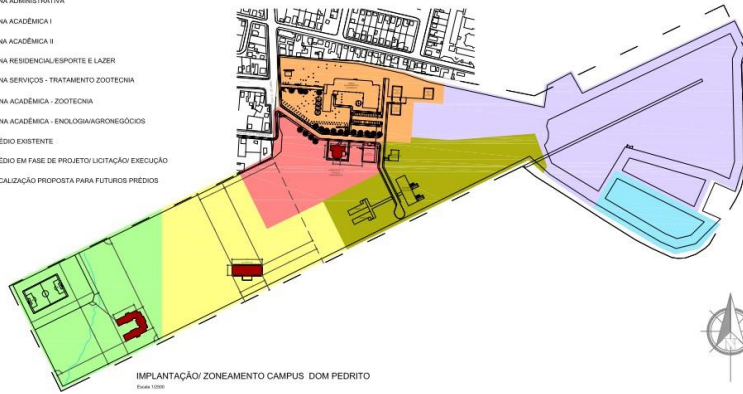 NA ADMINISTRATIVA
NA ACADÊMICA I
NA ACADÊMICA II
NA RESIDENCIAL/ESPORTE E LAZER
NA SERVIÇOS - TRATAMENTO ZOOTECNIA
NA ACADÊMICA - ZOOTECNIA
NA ACADÊMICA - ENOLOGIA/AGRONEGÓCIOS
ÉDIO EXISTENTE
ÉDIO EM FASE DE PROJETO/ LICITAÇÃO/ EXECUÇÃO
CALIZAÇÃO PROPOSTA PARA FUTUROS PRÉDIOS
IMPLANTAÇÃO/ ZONEAMENTO CAMPUS DOM PEDRITO
N